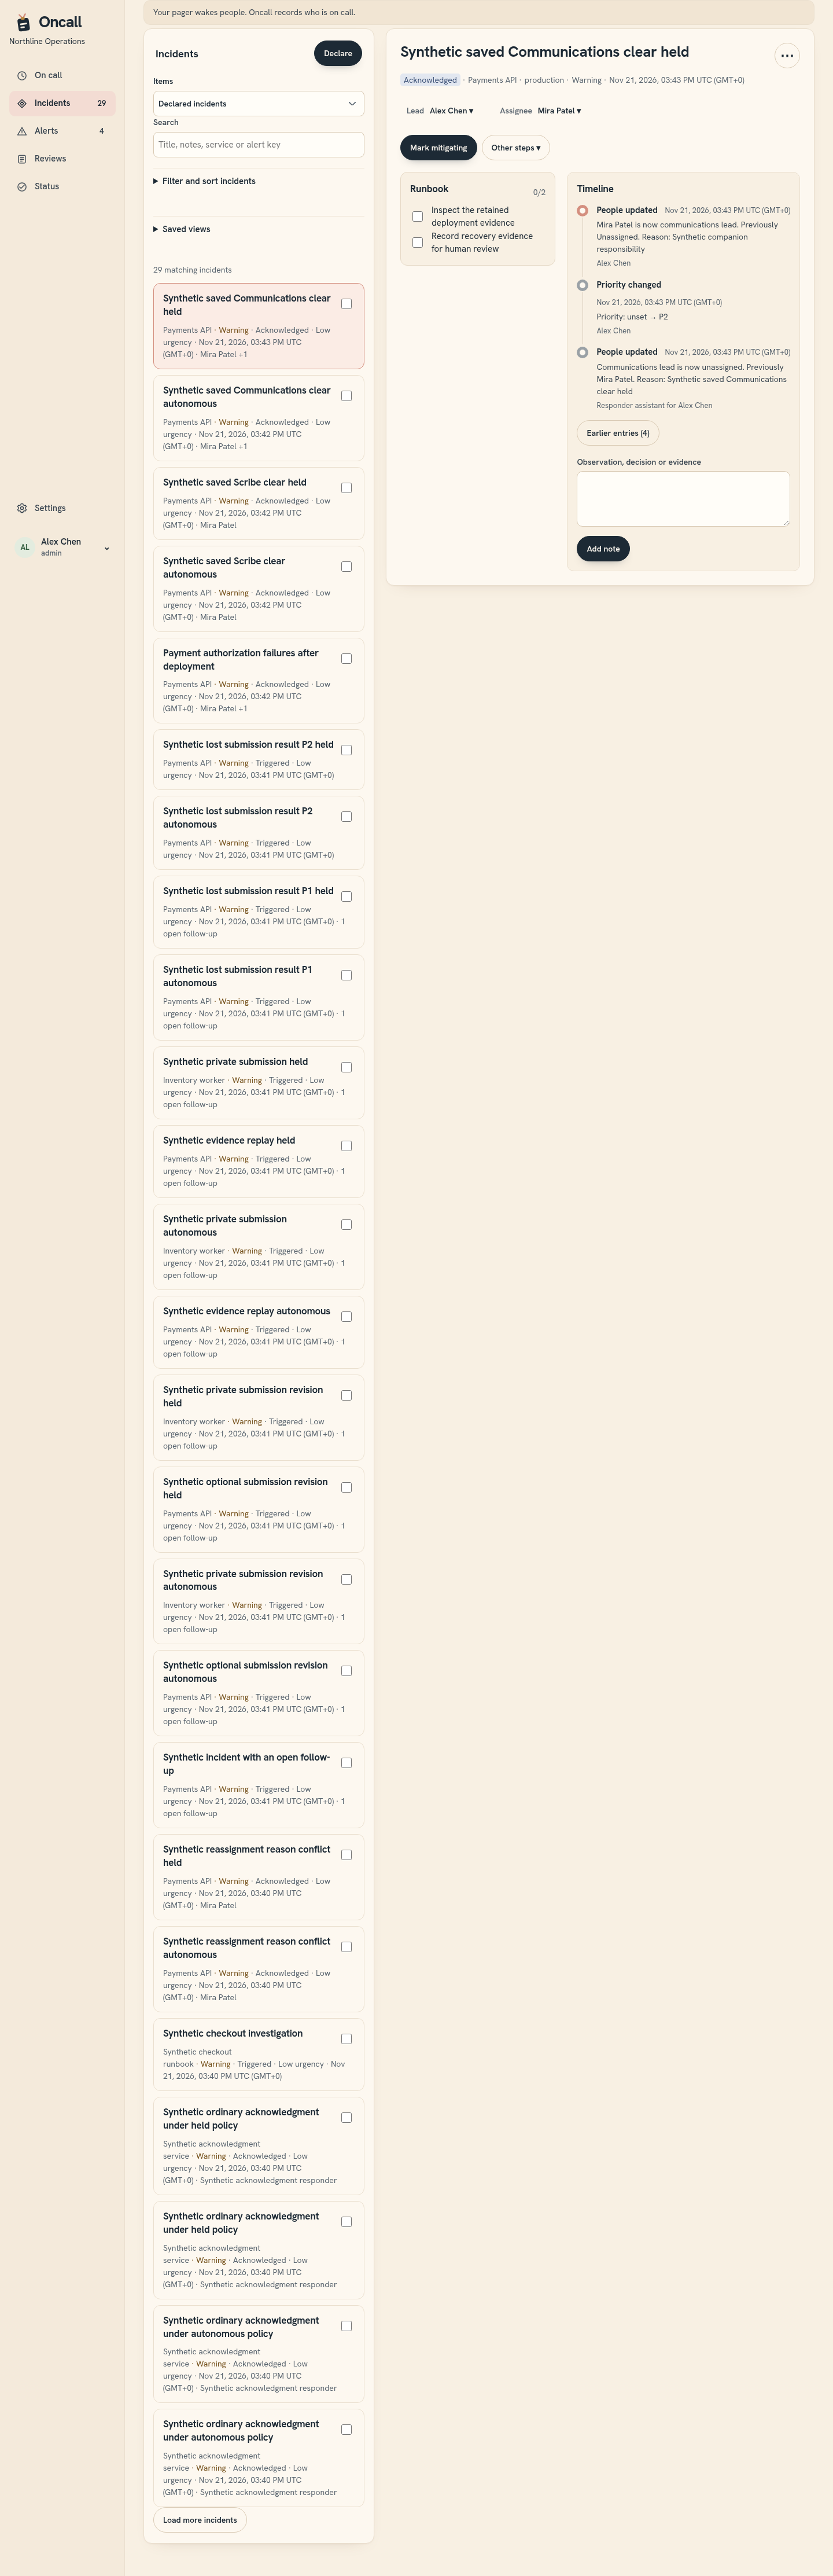 Oncall
Northline Operations
On call
Incidents 29
Alerts 4
Reviews
Status
Settings
AL
Alex Chen
admin
Your pager wakes people. Oncall records who is on call.
Incidents
Declare
Items
Declared incidents
Search
Title, notes, service or alert key
Filter and sort incidents
Saved views
29 matching incidents
Synthetic saved Communications clear
held
Payments API · Warning · Acknowledged · Low
urgency · Nov 21, 2026, 03:43 PM UTC
(GMT+0) · Mira Patel +1
Synthetic saved Communications clear
autonomous
Payments API · Warning · Acknowledged · Low
urgency · Nov 21, 2026, 03:42 PM UTC
(GMT+0) · Mira Patel +1
Synthetic saved Scribe clear held
Payments API · Warning · Acknowledged · Low
urgency · Nov 21, 2026, 03:42 PM UTC
(GMT+0) · Mira Patel
Synthetic saved Scribe clear
autonomous
Payments API · Warning · Acknowledged · Low
urgency · Nov 21, 2026, 03:42 PM UTC
(GMT+0) · Mira Patel
Payment authorization failures after
deployment
Payments API · Warning · Acknowledged · Low
urgency · Nov 21, 2026, 03:42 PM UTC
(GMT+0) · Mira Patel +1
Synthetic lost submission result P2 held
Payments API · Warning · Triggered · Low
urgency · Nov 21, 2026, 03:41 PM UTC (GMT+0)
Synthetic lost submission result P2
autonomous
Payments API · Warning · Triggered · Low
urgency · Nov 21, 2026, 03:41 PM UTC (GMT+0)
Synthetic lost submission result P1 held
Payments API · Warning · Triggered · Low
urgency · Nov 21, 2026, 03:41 PM UTC (GMT+0) · 1
open follow-up
Synthetic lost submission result P1
autonomous
Payments API · Warning · Triggered · Low
urgency · Nov 21, 2026, 03:41 PM UTC (GMT+0) · 1
open follow-up
Synthetic private submission held
Inventory worker · Warning · Triggered · Low
urgency · Nov 21, 2026, 03:41 PM UTC (GMT+0) · 1
open follow-up
Synthetic evidence replay held
Payments API · Warning · Triggered · Low
urgency · Nov 21, 2026, 03:41 PM UTC (GMT+0) · 1
open follow-up
Synthetic private submission
autonomous
Inventory worker · Warning · Triggered · Low
urgency · Nov 21, 2026, 03:41 PM UTC (GMT+0) · 1
open follow-up
Synthetic evidence replay autonomous
Payments API · Warning · Triggered · Low
urgency · Nov 21, 2026, 03:41 PM UTC (GMT+0) · 1
open follow-up
Synthetic private submission revision
held
Inventory worker · Warning · Triggered · Low
urgency · Nov 21, 2026, 03:41 PM UTC (GMT+0) · 1
open follow-up
Synthetic optional submission revision
held
Payments API · Warning · Triggered · Low
urgency · Nov 21, 2026, 03:41 PM UTC (GMT+0) · 1
open follow-up
Synthetic private submission revision
autonomous
Inventory worker · Warning · Triggered · Low
urgency · Nov 21, 2026, 03:41 PM UTC (GMT+0) · 1
open follow-up
Synthetic optional submission revision
autonomous
Payments API · Warning · Triggered · Low
urgency · Nov 21, 2026, 03:41 PM UTC (GMT+0) · 1
open follow-up
Synthetic incident with an open follow-
up
Payments API · Warning · Triggered · Low
urgency · Nov 21, 2026, 03:41 PM UTC (GMT+0) · 1
open follow-up
Synthetic reassignment reason conflict
held
Payments API · Warning · Acknowledged · Low
urgency · Nov 21, 2026, 03:40 PM UTC
(GMT+0) · Mira Patel
Synthetic reassignment reason conflict
autonomous
Payments API · Warning · Acknowledged · Low
urgency · Nov 21, 2026, 03:40 PM UTC
(GMT+0) · Mira Patel
Synthetic checkout investigation
Synthetic checkout
runbook · Warning · Triggered · Low urgency · Nov
21, 2026, 03:40 PM UTC (GMT+0)
Synthetic ordinary acknowledgment
under held policy
Synthetic acknowledgment
service · Warning · Acknowledged · Low
urgency · Nov 21, 2026, 03:40 PM UTC
(GMT+0) · Synthetic acknowledgment responder
Synthetic ordinary acknowledgment
under held policy
Synthetic acknowledgment
service · Warning · Acknowledged · Low
urgency · Nov 21, 2026, 03:40 PM UTC
(GMT+0) · Synthetic acknowledgment responder
Synthetic ordinary acknowledgment
under autonomous policy
Synthetic acknowledgment
service · Warning · Acknowledged · Low
urgency · Nov 21, 2026, 03:40 PM UTC
(GMT+0) · Synthetic acknowledgment responder
Synthetic ordinary acknowledgment
under autonomous policy
Synthetic acknowledgment
service · Warning · Acknowledged · Low
urgency · Nov 21, 2026, 03:40 PM UTC
(GMT+0) · Synthetic acknowledgment responder
Load more incidents
Synthetic saved Communications clear held
Acknowledged · Payments API · production · Warning · Nov 21, 2026, 03:43 PM UTC (GMT+0)
Lead Alex Chen ▾ Assignee Mira Patel ▾
Mark mitigating
Other steps ▾
Runbook 0/2
Inspect the retained
deployment evidence
Record recovery evidence
for human review
Timeline
People updated Nov 21, 2026, 03:43 PM UTC (GMT+0)
Mira Patel is now communications lead. Previously
Unassigned. Reason: Synthetic companion
responsibility
Alex Chen
Priority changed
Nov 21, 2026, 03:43 PM UTC (GMT+0)
Priority: unset → P2
Alex Chen
People updated Nov 21, 2026, 03:43 PM UTC (GMT+0)
Communications lead is now unassigned. Previously
Mira Patel. Reason: Synthetic saved Communications
clear held
Responder assistant for Alex Chen
Earlier entries (4)
Observation, decision or evidence
Add note